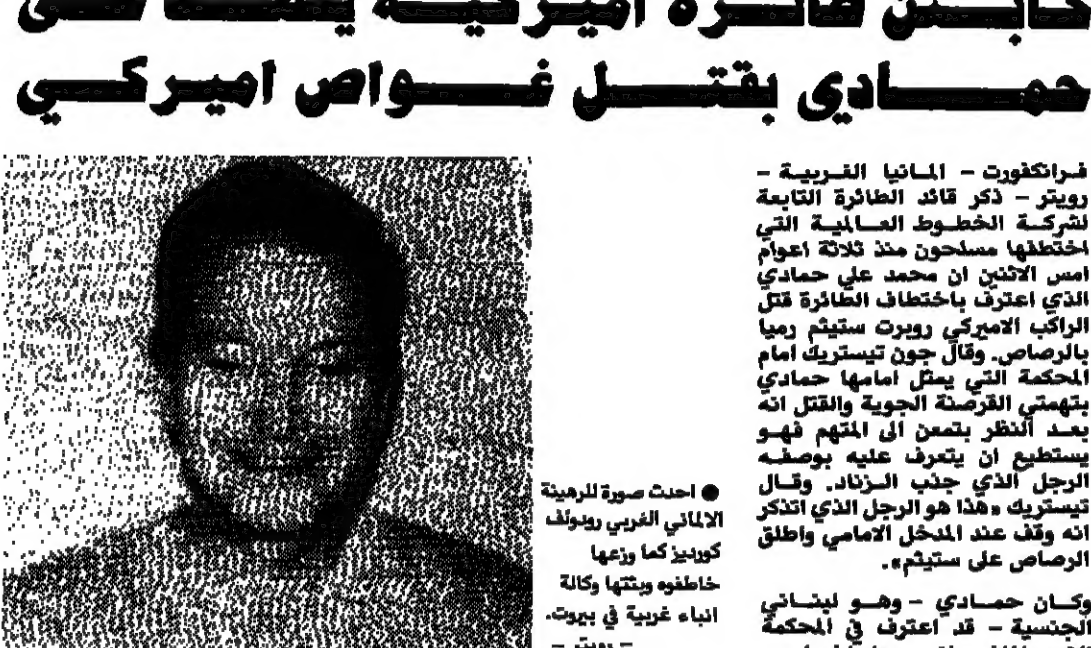 كابتن طائرة اميركية
حمادي بقتل غواص اميركي
فرانكفورت - المانيا الغربية -
رويتر - ذكر قائد الطائرة التابعة
لشركة الخطوط العالمية التي
اختطفها مسلحون منذ ثلاثة اعوام
امس الاثنين ان محمد علي حمادي
الذي اعترف باختطاف الطائرة قتل
الراكب الاميركي روبرت ستيثم رميا
بالرصاص. وقال جون تيستريك امام
المحكمة التي يمثل امامها حمادي
بتهمتي القرصنة الجوية والقتل انه
بعد النظر بتمعن الى المتهم فهو
يستطيع ان يتعرف عليه بوصفه
الرجل الذي جذب الزناد. وقال
تيستريك «هذا هو الرجل الذي اتذكر
انه وقف عند المدخل الامامي واطلق
الرصاص على ستيثم».
وكان حمادي - وهو لبناني
الجنسية - قد اعترف في المحكمة
● احدث صورة للرهينة
الالماني الغربي رودولف
كورديز كما وزعها
خاطفوه وبثتها وكالة
انباء غربية في بيروت.
- رويتر -